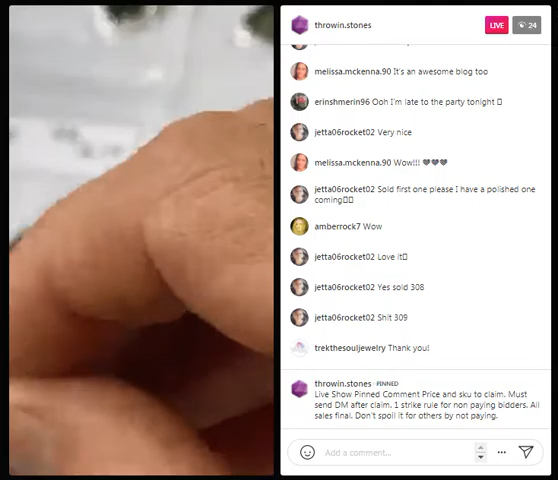 throwin.stones
LIVE
24
melissa.mckenna.90 It's an awesome blog too
erinshmerin96 Ooh I'm late to the party tonight
jetta06rocket02 Very nice
melissa.mckenna.90 Wow!!! 🖤🖤🖤
jetta06rocket02 Sold first one please I have a polished one
coming
amberrock7 Wow
jetta06rocket02 Love it
jetta06rocket02 Yes sold 308
jetta06rocket02 Shit 309
trekthesouljewelry Thank you!
throwin.stones · PINNED
Live Show Pinned Comment Price and sku to claim. Must
send DM after claim. 1 strike rule for non paying bidders. All
sales final. Don't spoil it for others by not paying.
Add a comment...